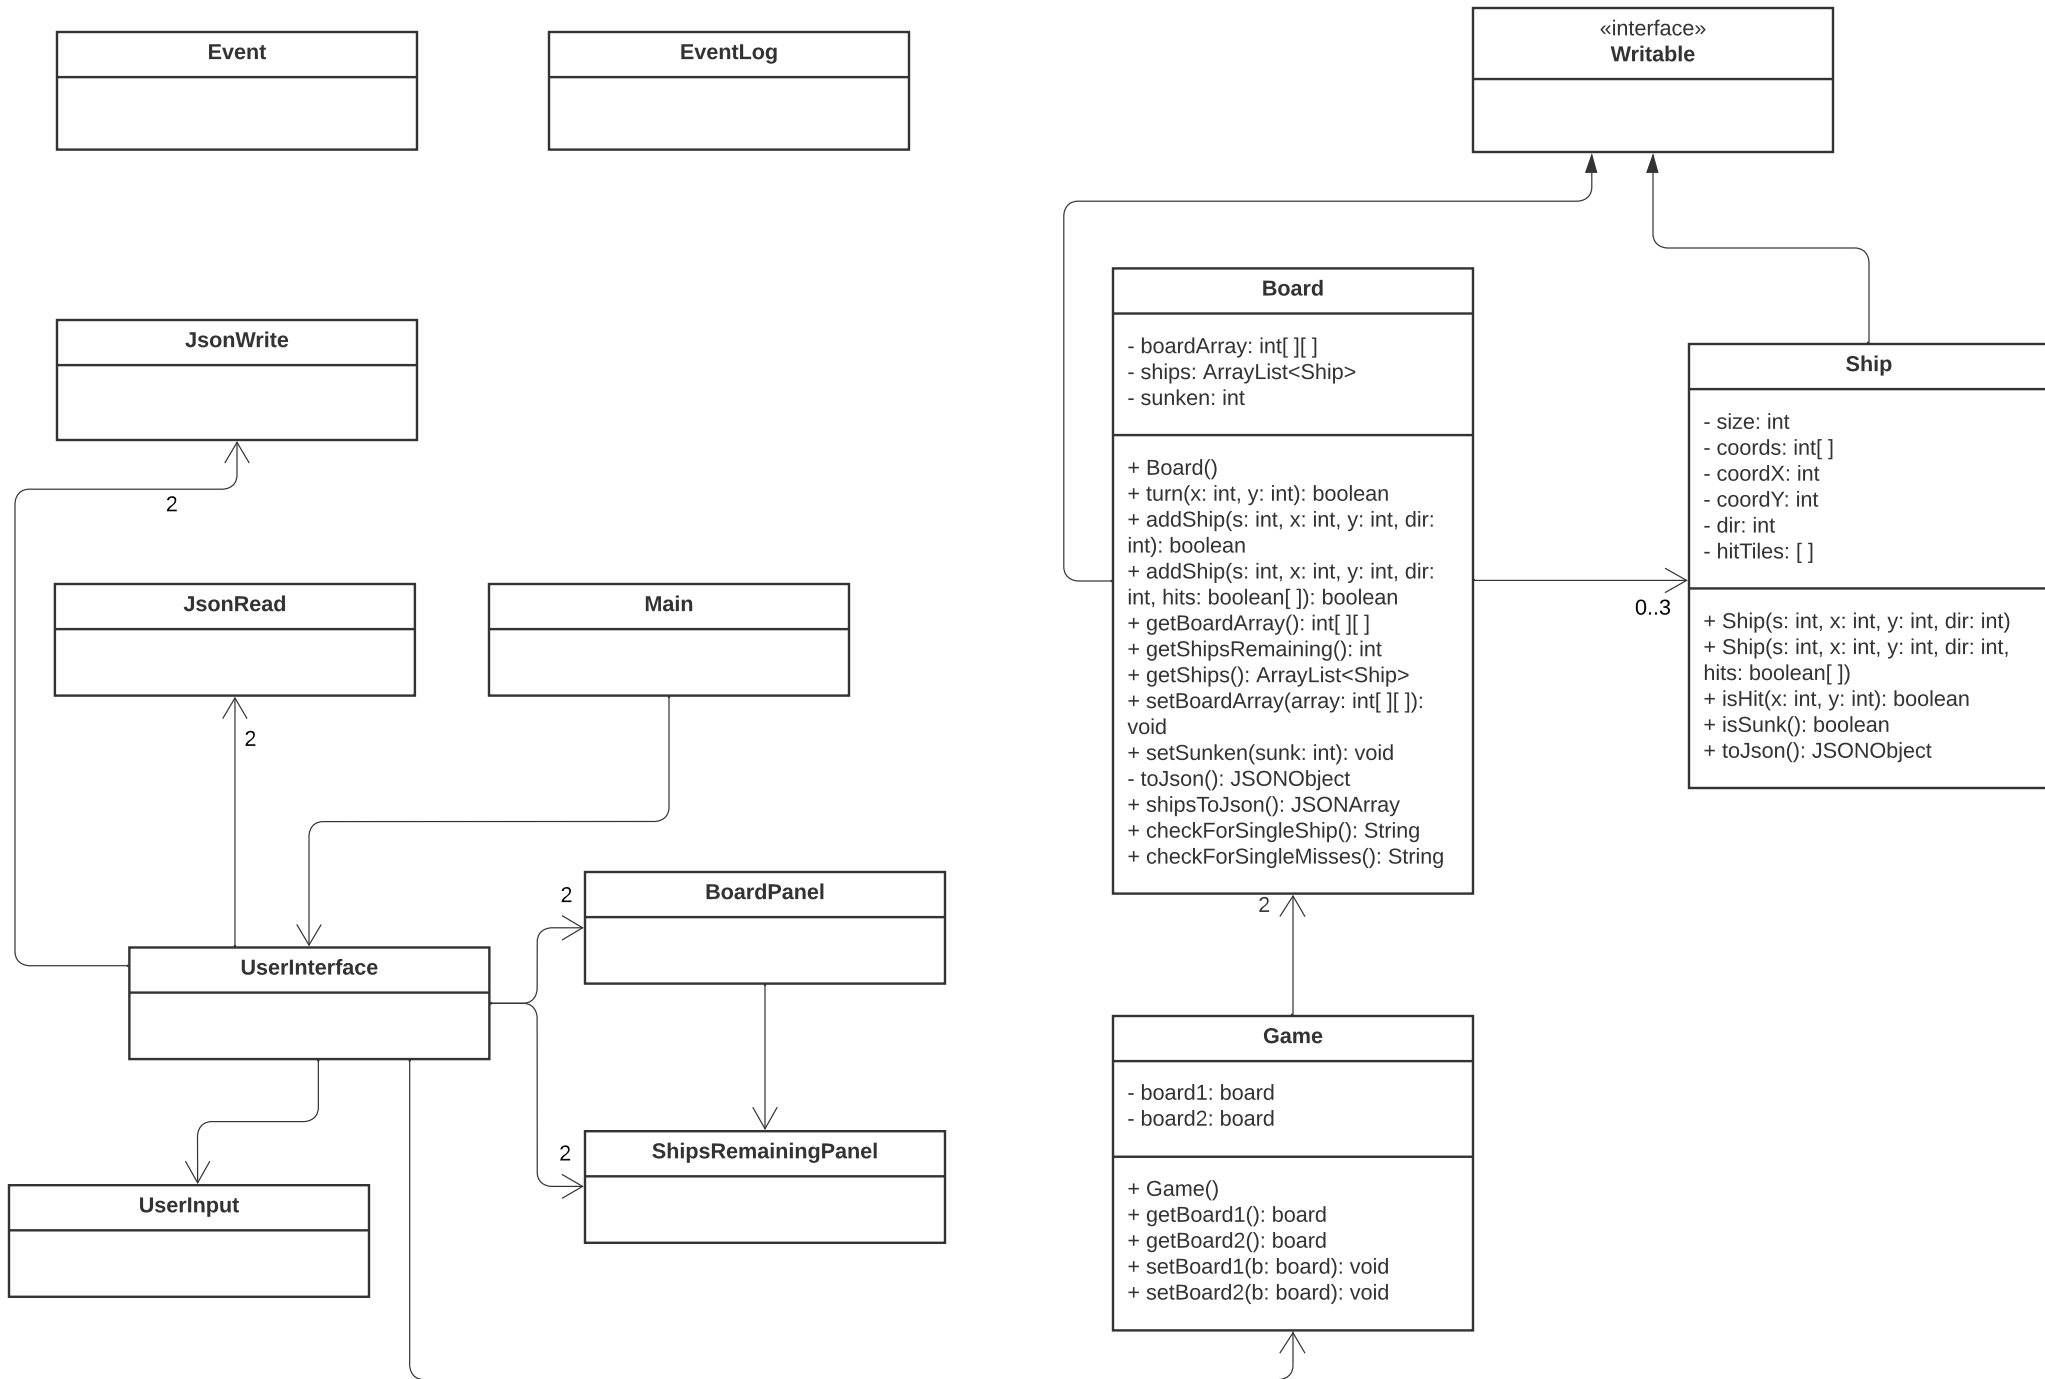 Event
EventLog
«interface»
Writable
JsonWrite
2
JsonRead
2
Main
UserInterface
2
BoardPanel
2
ShipsRemainingPanel
UserInput
Board
- boardArray: int[ ][ ]
- ships: ArrayList<Ship>
- sunken: int
+ Board()
+ turn(x: int, y: int): boolean
+ addShip(s: int, x: int, y: int, dir:
int): boolean
+ addShip(s: int, x: int, y: int, dir:
int, hits: boolean[ ]): boolean
+ getBoardArray(): int[ ][ ]
+ getShipsRemaining(): int
+ getShips(): ArrayList<Ship>
+ setBoardArray(array: int[ ][ ]):
void
+ setSunken(sunk: int): void
- toJson(): JSONObject
+ shipsToJson(): JSONArray
+ checkForSingleShip(): String
+ checkForSingleMisses(): String
0..3
Ship
- size: int
- coords: int[ ]
- coordX: int
- coordY: int
- dir: int
- hitTiles: [ ]
+ Ship(s: int, x: int, y: int, dir: int)
+ Ship(s: int, x: int, y: int, dir: int,
hits: boolean[ ])
+ isHit(x: int, y: int): boolean
+ isSunk(): boolean
+ toJson(): JSONObject
2
Game
- board1: board
- board2: board
+ Game()
+ getBoard1(): board
+ getBoard2(): board
+ setBoard1(b: board): void
+ setBoard2(b: board): void